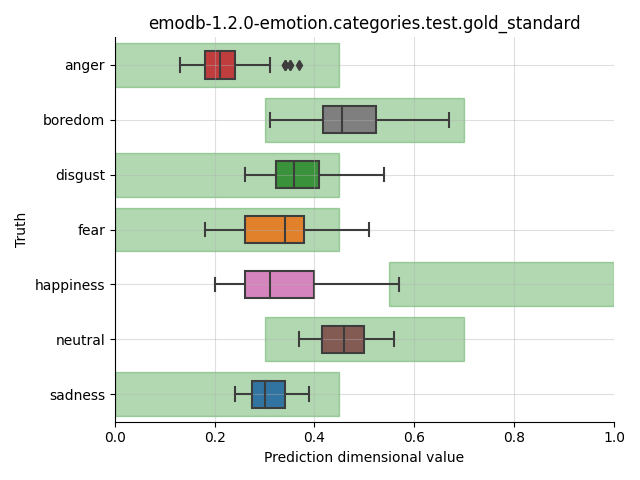 emodb-1.2.0-emotion.categories.test.gold_standard
Truth
anger
boredom
disgust
fear
happiness
neutral
sadness
0.0 0.2 0.4 0.6 0.8 1.0
Prediction dimensional value